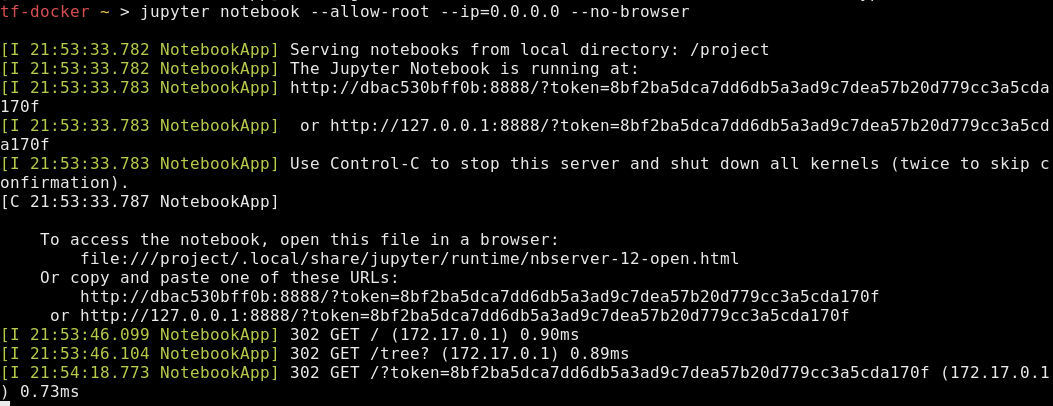 tf-docker ~ > jupyter notebook --allow-root --ip=0.0.0.0 --no-browser
[I 21:53:33.782 NotebookApp] Serving notebooks from local directory: /project
[I 21:53:33.782 NotebookApp] The Jupyter Notebook is running at:
[I 21:53:33.783 NotebookApp] http://dbac530bff0b:8888/?token=8bf2ba5dca7dd6db5a3ad9c7dea57b20d779cc3a5cda
170f
[I 21:53:33.783 NotebookApp]  or http://127.0.0.1:8888/?token=8bf2ba5dca7dd6db5a3ad9c7dea57b20d779cc3a5cd
a170f
[I 21:53:33.783 NotebookApp] Use Control-C to stop this server and shut down all kernels (twice to skip c
onfirmation).
[C 21:53:33.787 NotebookApp]
To access the notebook, open this file in a browser:
file:///project/.local/share/jupyter/runtime/nbserver-12-open.html
Or copy and paste one of these URLs:
http://dbac530bff0b:8888/?token=8bf2ba5dca7dd6db5a3ad9c7dea57b20d779cc3a5cda170f
or http://127.0.0.1:8888/?token=8bf2ba5dca7dd6db5a3ad9c7dea57b20d779cc3a5cda170f
[I 21:53:46.099 NotebookApp] 302 GET / (172.17.0.1) 0.90ms
[I 21:53:46.104 NotebookApp] 302 GET /tree? (172.17.0.1) 0.89ms
[I 21:54:18.773 NotebookApp] 302 GET /?token=8bf2ba5dca7dd6db5a3ad9c7dea57b20d779cc3a5cda170f (172.17.0.1
) 0.73ms